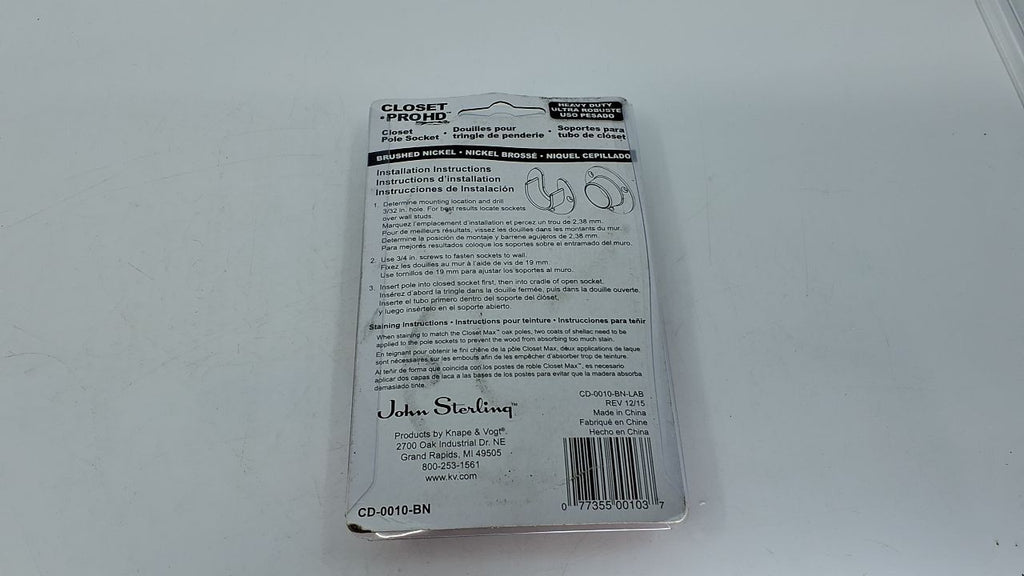 CLOSET
•PROHD™
HEAVY DUTY
ULTRA ROBUSTE
USO PESADO
Closet
Pole Socket
• Douilles pour
tringle de penderie
• Soportes para
tubo de clóset
BRUSHED NICKEL • NICKEL BROSSÉ • NIQUEL CEPILLADO
Installation Instructions
Instructions d'installation
Instrucciones de Instalación
1. Determine mounting location and drill
3/32 in. hole. For best results locate sockets
over wall studs.
Marquez l'emplacement d'installation et percez un trou de 2,38 mm.
Pour de meilleurs résultats, vissez les douilles dans les montants du mur.
Determine la posición de montaje y barrene agujeros de 2,38 mm.
Para mejores resultados coloque los soportes sobre el entramado del muro.
2. Use 3/4 in. screws to fasten sockets to wall.
Fixez les douilles au mur à l'aide de vis de 19 mm.
Use tornillos de 19 mm para ajustar los soportes al muro.
3. Insert pole into closed socket first, then into cradle of open socket.
Insérez d'abord la tringle dans la douille fermée, puis dans la douille ouverte.
Inserte el tubo primero dentro del soporte del clóset,
y luego insértelo en el soporte abierto.
Staining Instructions • Instructions pour teinture • Instrucciones para teñir
When staining to match the Closet Max™ oak poles, two coats of shellac need to be
applied to the pole sockets to prevent the wood from absorbing too much stain.
En teignant pour obtenir le fini chêne de la pôle Closet Max, deux applications de laque
sont nécessaires sur les embouts afin de les empêcher d'absorber trop de teinture.
Al teñir de forma que coincida con los postes de roble Closet Max™, es necesario
aplicar dos capas de laca a las bases de los postes para evitar que la madera absorba
demasiado tinte.
John Sterling™
Products by Knape & Vogt®
2700 Oak Industrial Dr. NE
Grand Rapids, MI 49505
800-253-1561
www.kv.com
CD-0010-BN-LAB
REV 12/15
Made in China
Fabriqué en Chine
Hecho en China
0 77355 00103 7
CD-0010-BN